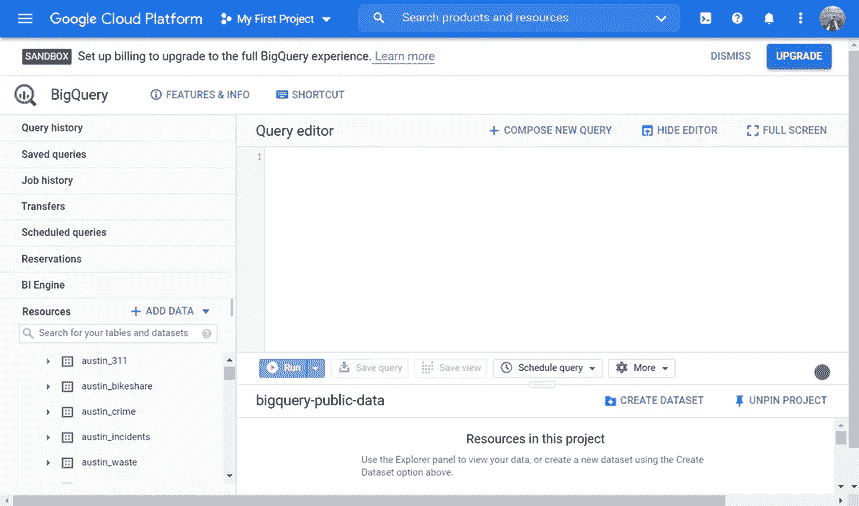 Google Cloud Platform
My First Project
Search products and resources
SANDBOX Set up billing to upgrade to the full BigQuery experience. Learn more
DISMISS
UPGRADE
BigQuery
FEATURES & INFO
SHORTCUT
Query history
Saved queries
Job history
Transfers
Scheduled queries
Reservations
BI Engine
Resources
ADD DATA
Search for your tables and datasets
austin_311
austin_bikeshare
austin_crime
austin_incidents
austin_waste
Query editor
COMPOSE NEW QUERY
HIDE EDITOR
FULL SCREEN
1
Run
Save query
Save view
Schedule query
More
bigquery-public-data
CREATE DATASET
UNPIN PROJECT
Resources in this project
Use the Explorer panel to view your data, or create a new dataset using the Create
Dataset option above.